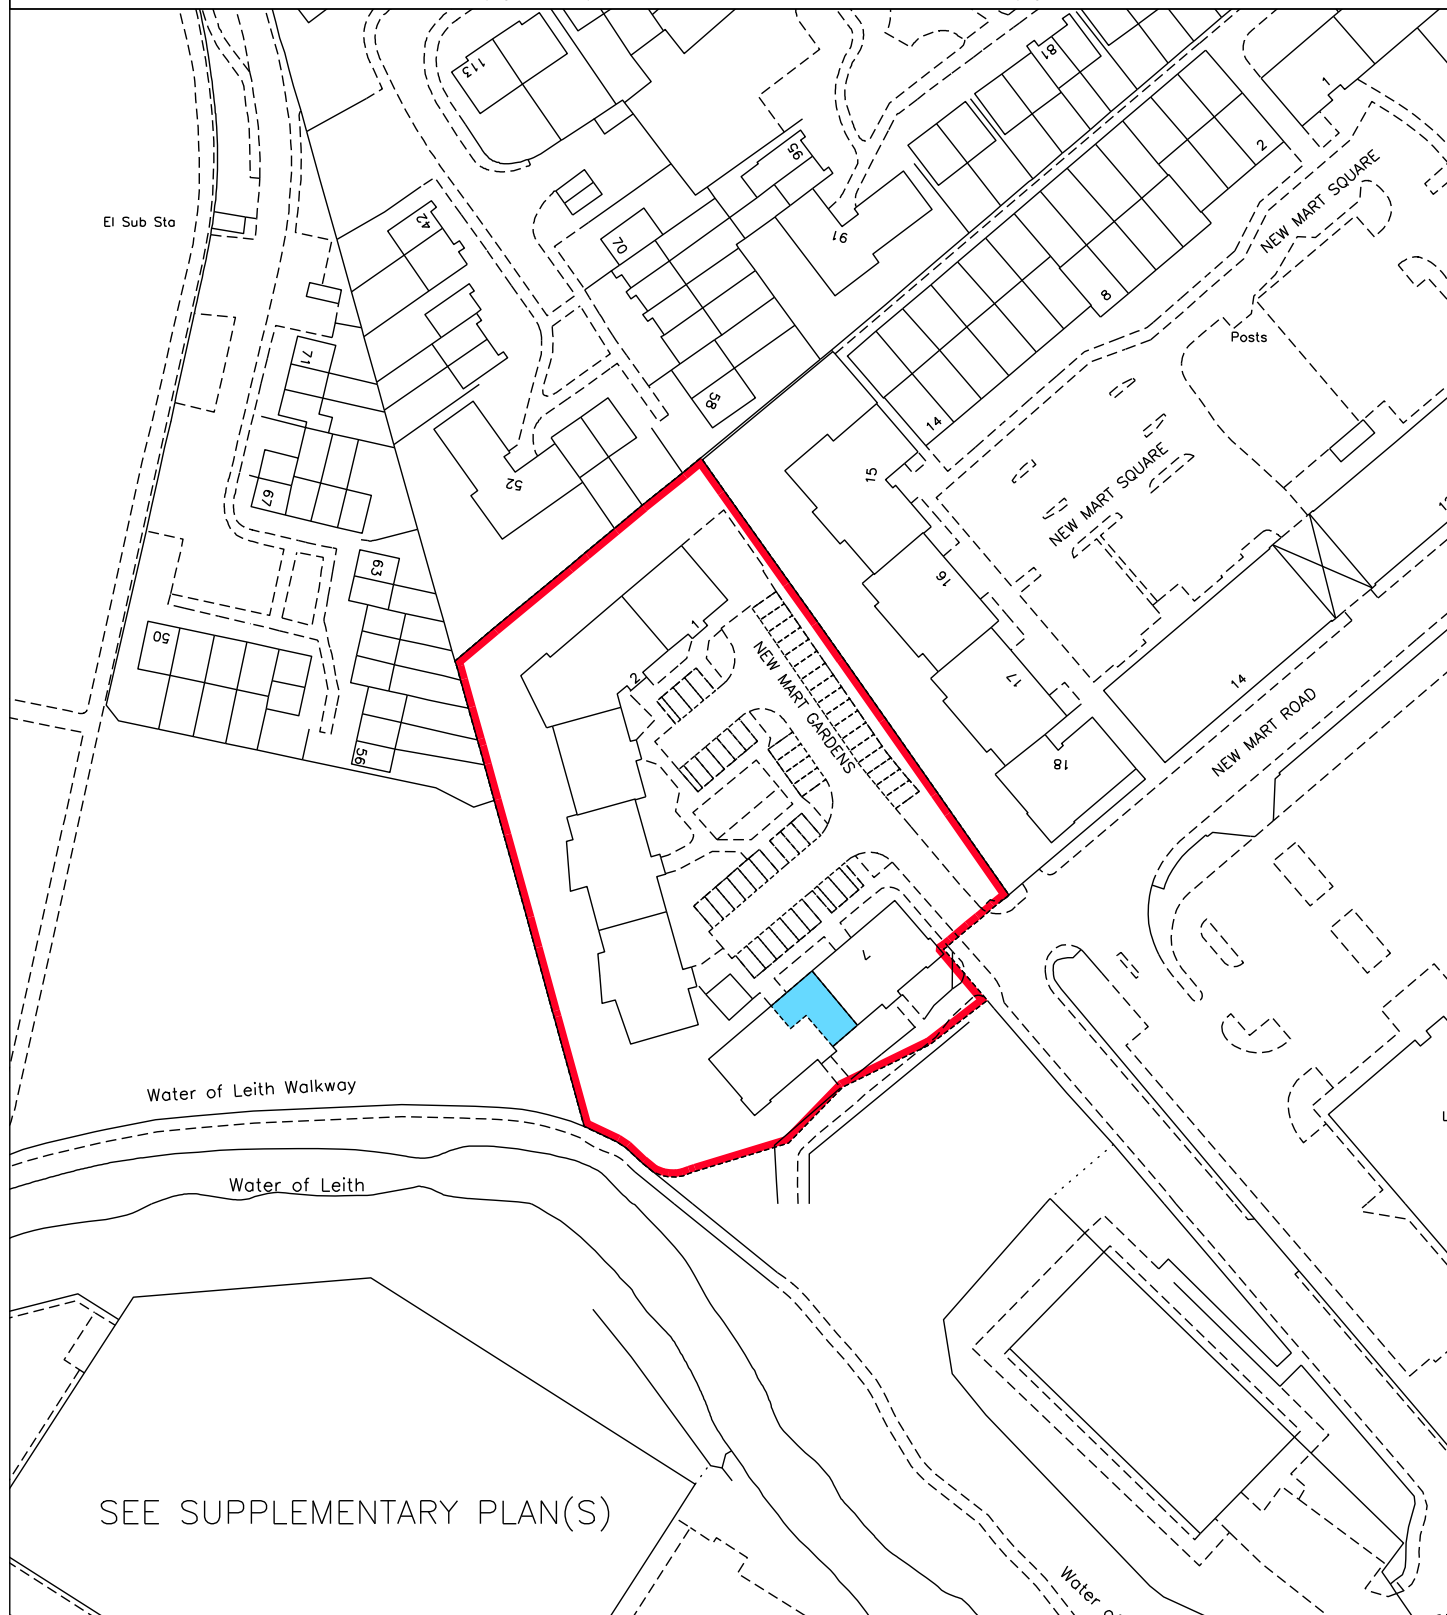 113
81
1
95
2
NEW MART SQUARE
42
El Sub Sta
70
91
8
Posts
71
58
14
15
NEW MART SQUARE
52
67
16
63
50
1
2
17
14
NEW MART GARDENS
NEW MART ROAD
56
18
7
Water of Leith Walkway
Water of Leith
SEE SUPPLEMENTARY PLAN(S)
Water